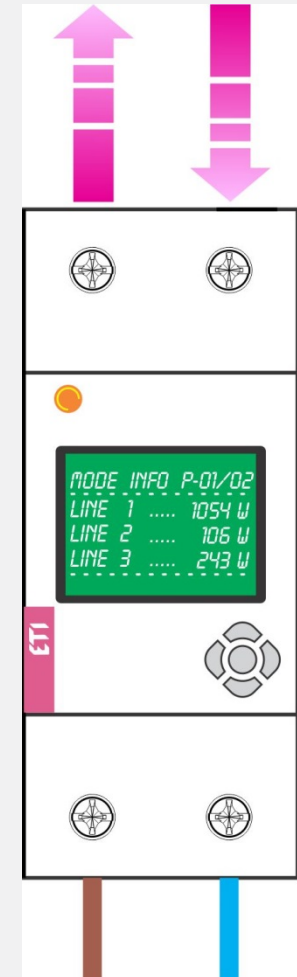 MODE INFO P-01/02
LINE 1 ..... 1054 W
LINE 2 ..... 106 W
LINE 3 ..... 243 W
ETI